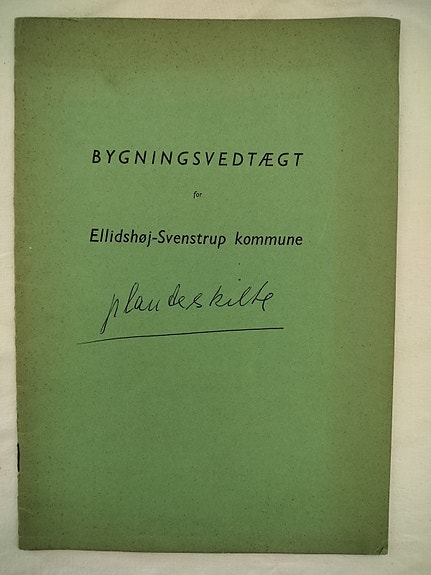 BYGNINGSVEDTÆGT
for
Ellidshøj-Svenstrup kommune